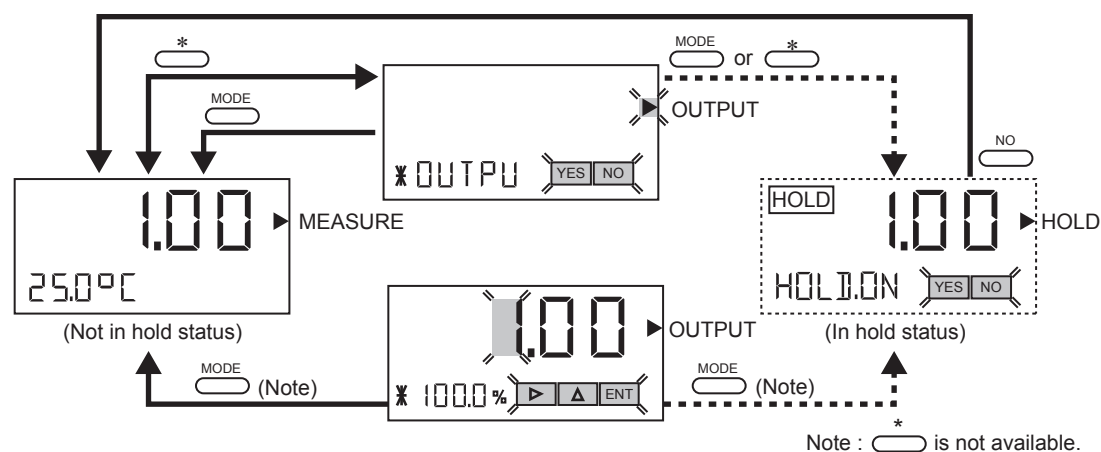 *
MODE
MODE or *
▶ OUTPUT
NO
* OUTPU YES NO
1.00 ▶ MEASURE
25.0°C
(Not in hold status)
HOLD
1.00 ▶ HOLD
HOLD.ON YES NO
(In hold status)
1.00 ▶ OUTPUT
* 100.0 % ▷ Δ ENT
MODE (Note)
MODE (Note)
Note : * is not available.